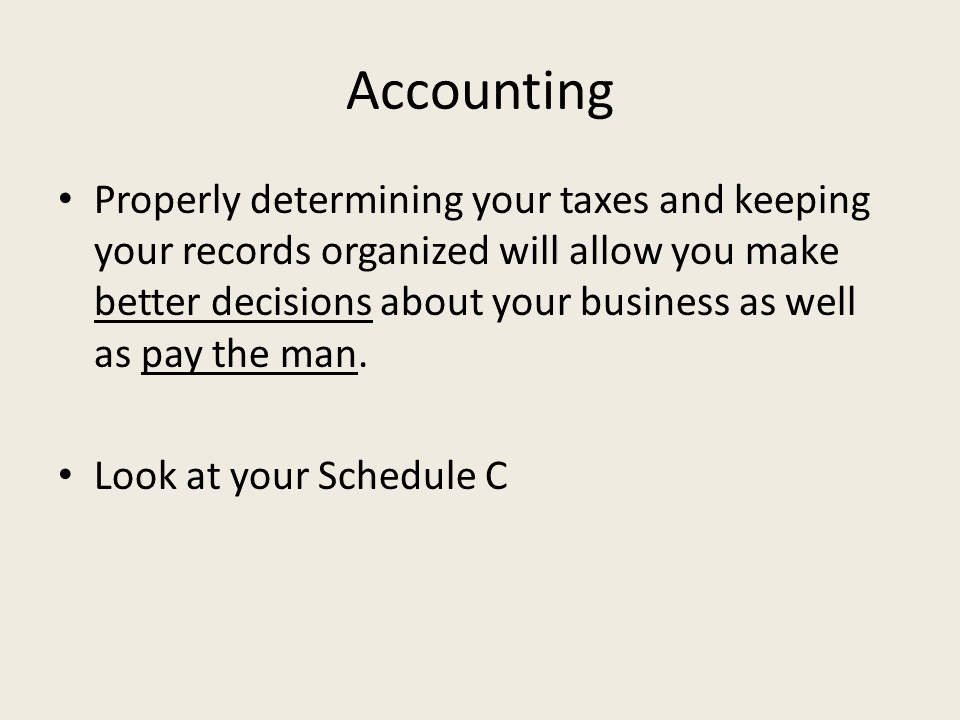 Accounting
• Properly determining your taxes and keeping
your records organized will allow you make
better decisions about your business as well
as pay the man.
• Look at your Schedule C